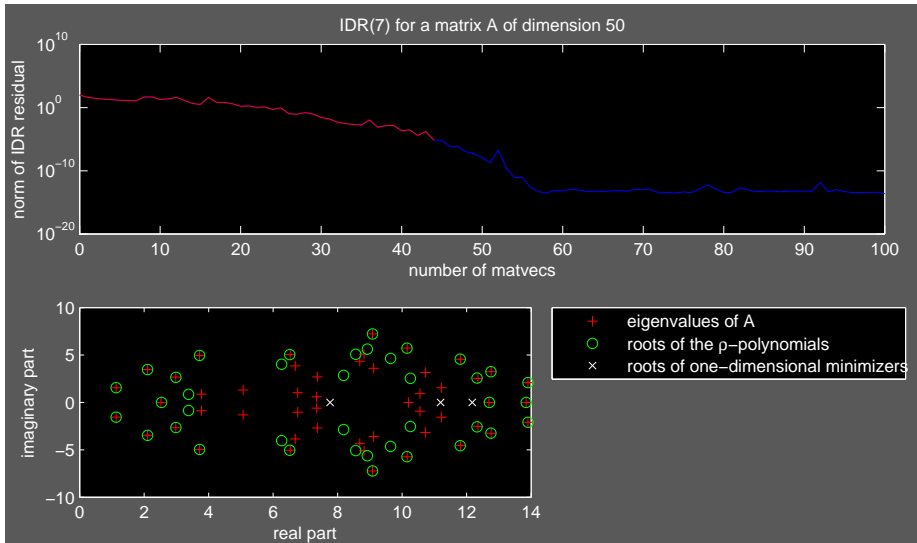 IDR(7) for a matrix A of dimension 50
norm of IDR residual
10^10
10^0
10^−10
10^−20
0 10 20 30 40 50 60 70 80 90 100
number of matvecs
imaginary part
10
5
0
−5
−10
0 2 4 6 8 10 12 14
real part
eigenvalues of A
roots of the ρ−polynomials
roots of one−dimensional minimizers